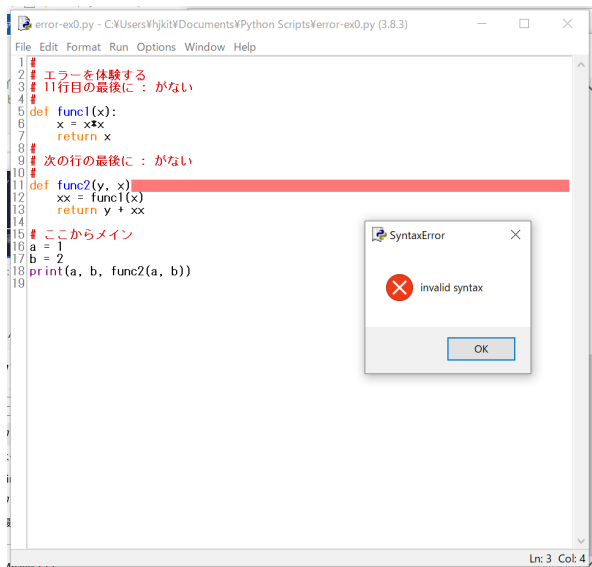 error-ex0.py - C:¥Users¥hjkit¥Documents¥Python Scripts¥error-ex0.py (3.8.3)
File Edit Format Run Options Window Help
1 #
2 # エラーを体験する
3 # 11行目の最後に : がない
4 #
5 def func1(x):
6     x = x*x
7     return x
8 #
9 # 次の行の最後に : がない
10 #
11 def func2(y, x)
12     xx = func1(x)
13     return y + xx
14
15 # ここからメイン
16 a = 1
17 b = 2
18 print(a, b, func2(a, b))
19
SyntaxError
invalid syntax
OK
Ln: 3 Col: 4